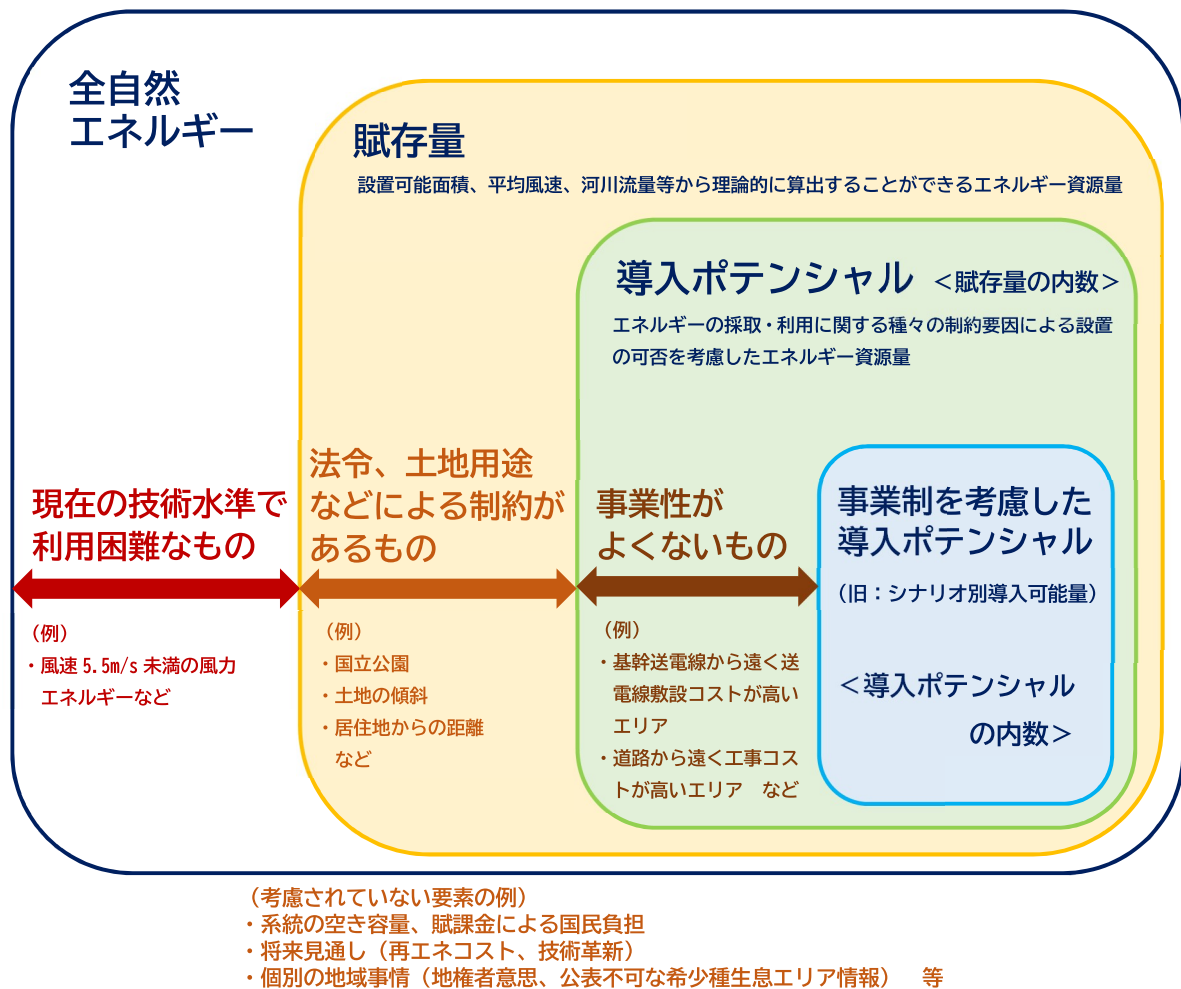 全自然
エネルギー
賦存量
設置可能面積、平均風速、河川流量等から理論的に算出することができるエネルギー資源量
導入ポテンシャル ＜賦存量の内数＞
エネルギーの採取・利用に関する種々の制約要因による設置
の可否を考慮したエネルギー資源量
現在の技術水準で
利用困難なもの
（例）
・風速 5.5m/s 未満の風力
エネルギーなど
法令、土地用途
などによる制約が
あるもの
（例）
・国立公園
・土地の傾斜
・居住地からの距離
など
事業性が
よくないもの
（例）
・基幹送電線から遠く送
電線敷設コストが高い
エリア
・道路から遠く工事コス
トが高いエリア　など
事業制を考慮した
導入ポテンシャル
（旧：シナリオ別導入可能量）
＜導入ポテンシャル
の内数＞
（考慮されていない要素の例）
・系統の空き容量、賦課金による国民負担
・将来見通し（再エネコスト、技術革新）
・個別の地域事情（地権者意思、公表不可な希少種生息エリア情報）　等